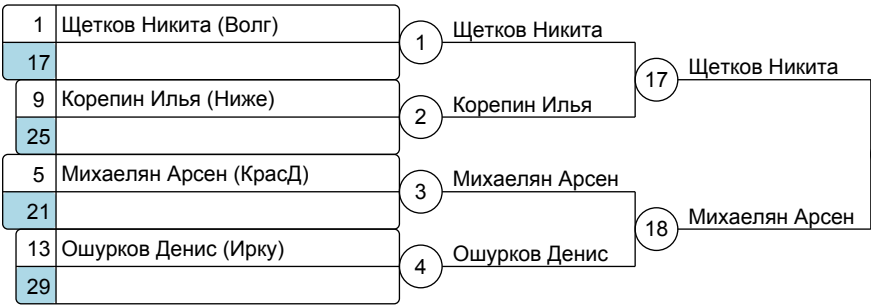 1 Щетков Никита (Волг)
17
9 Корепин Илья (Ниже)
25
5 Михаелян Арсен (КрасД)
21
13 Ошурков Денис (Ирку)
29
1 Щетков Никита
2 Корепин Илья
3 Михаелян Арсен
4 Ошурков Денис
17 Щетков Никита
18 Михаелян Арсен